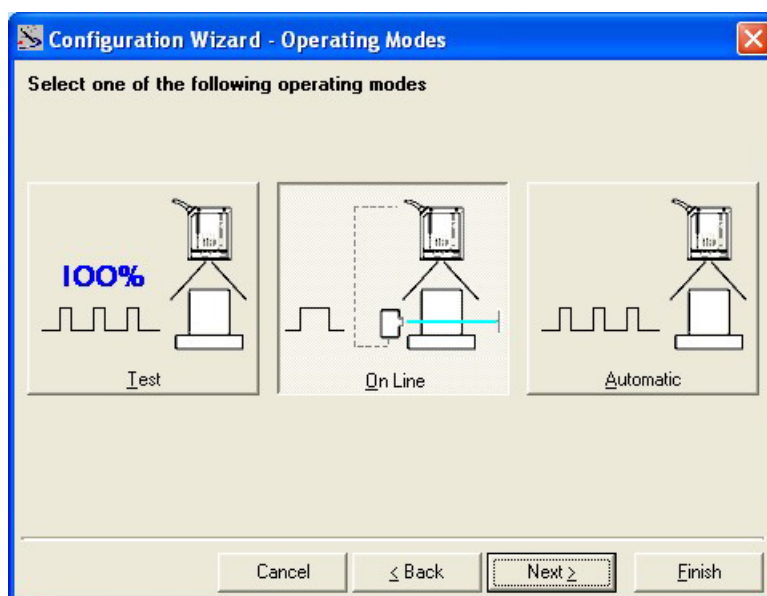 Configuration Wizard - Operating Modes
Select one of the following operating modes
100%
Test
On Line
Automatic
Cancel
< Back
Next >
Finish